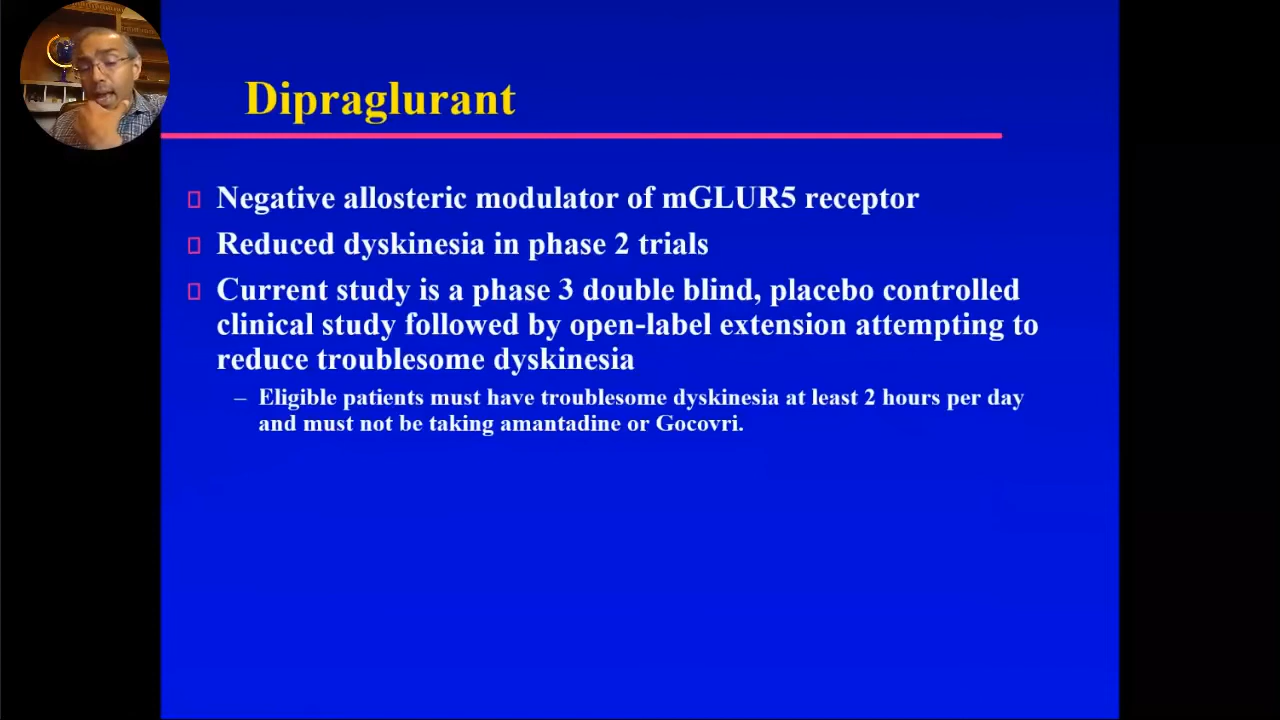 Dipraglurant
Negative allosteric modulator of mGLUR5 receptor
Reduced dyskinesia in phase 2 trials
Current study is a phase 3 double blind, placebo controlled
clinical study followed by open-label extension attempting to
reduce troublesome dyskinesia
– Eligible patients must have troublesome dyskinesia at least 2 hours per day
and must not be taking amantadine or Gocovri.